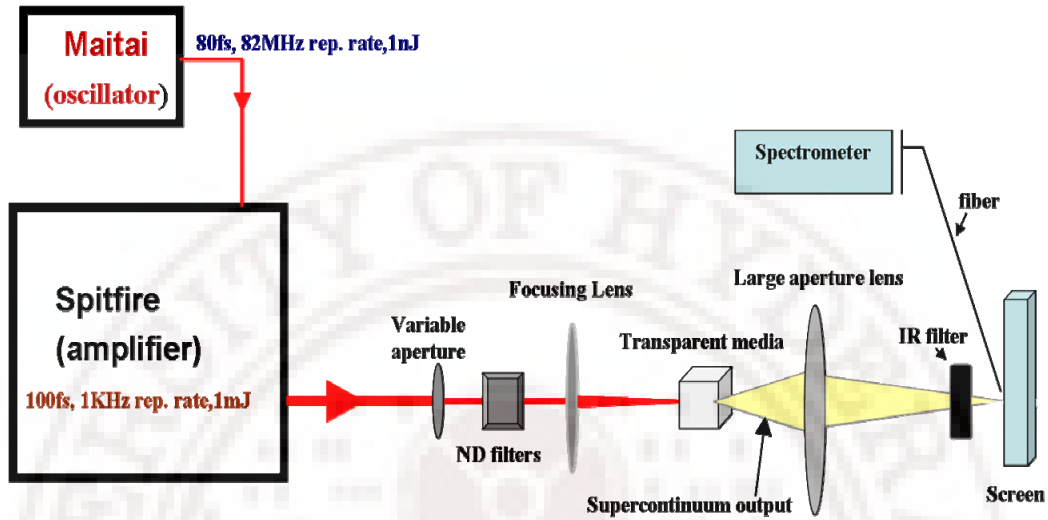 Maitai
(oscillator)
80fs, 82MHz rep. rate,1nJ
Spectrometer
fiber
Spitfire
(amplifier)
100fs, 1KHz rep. rate,1mJ
Variable
aperture
ND filters
Focusing Lens
Transparent media
Large aperture lens
IR filter
Supercontinuum output
Screen